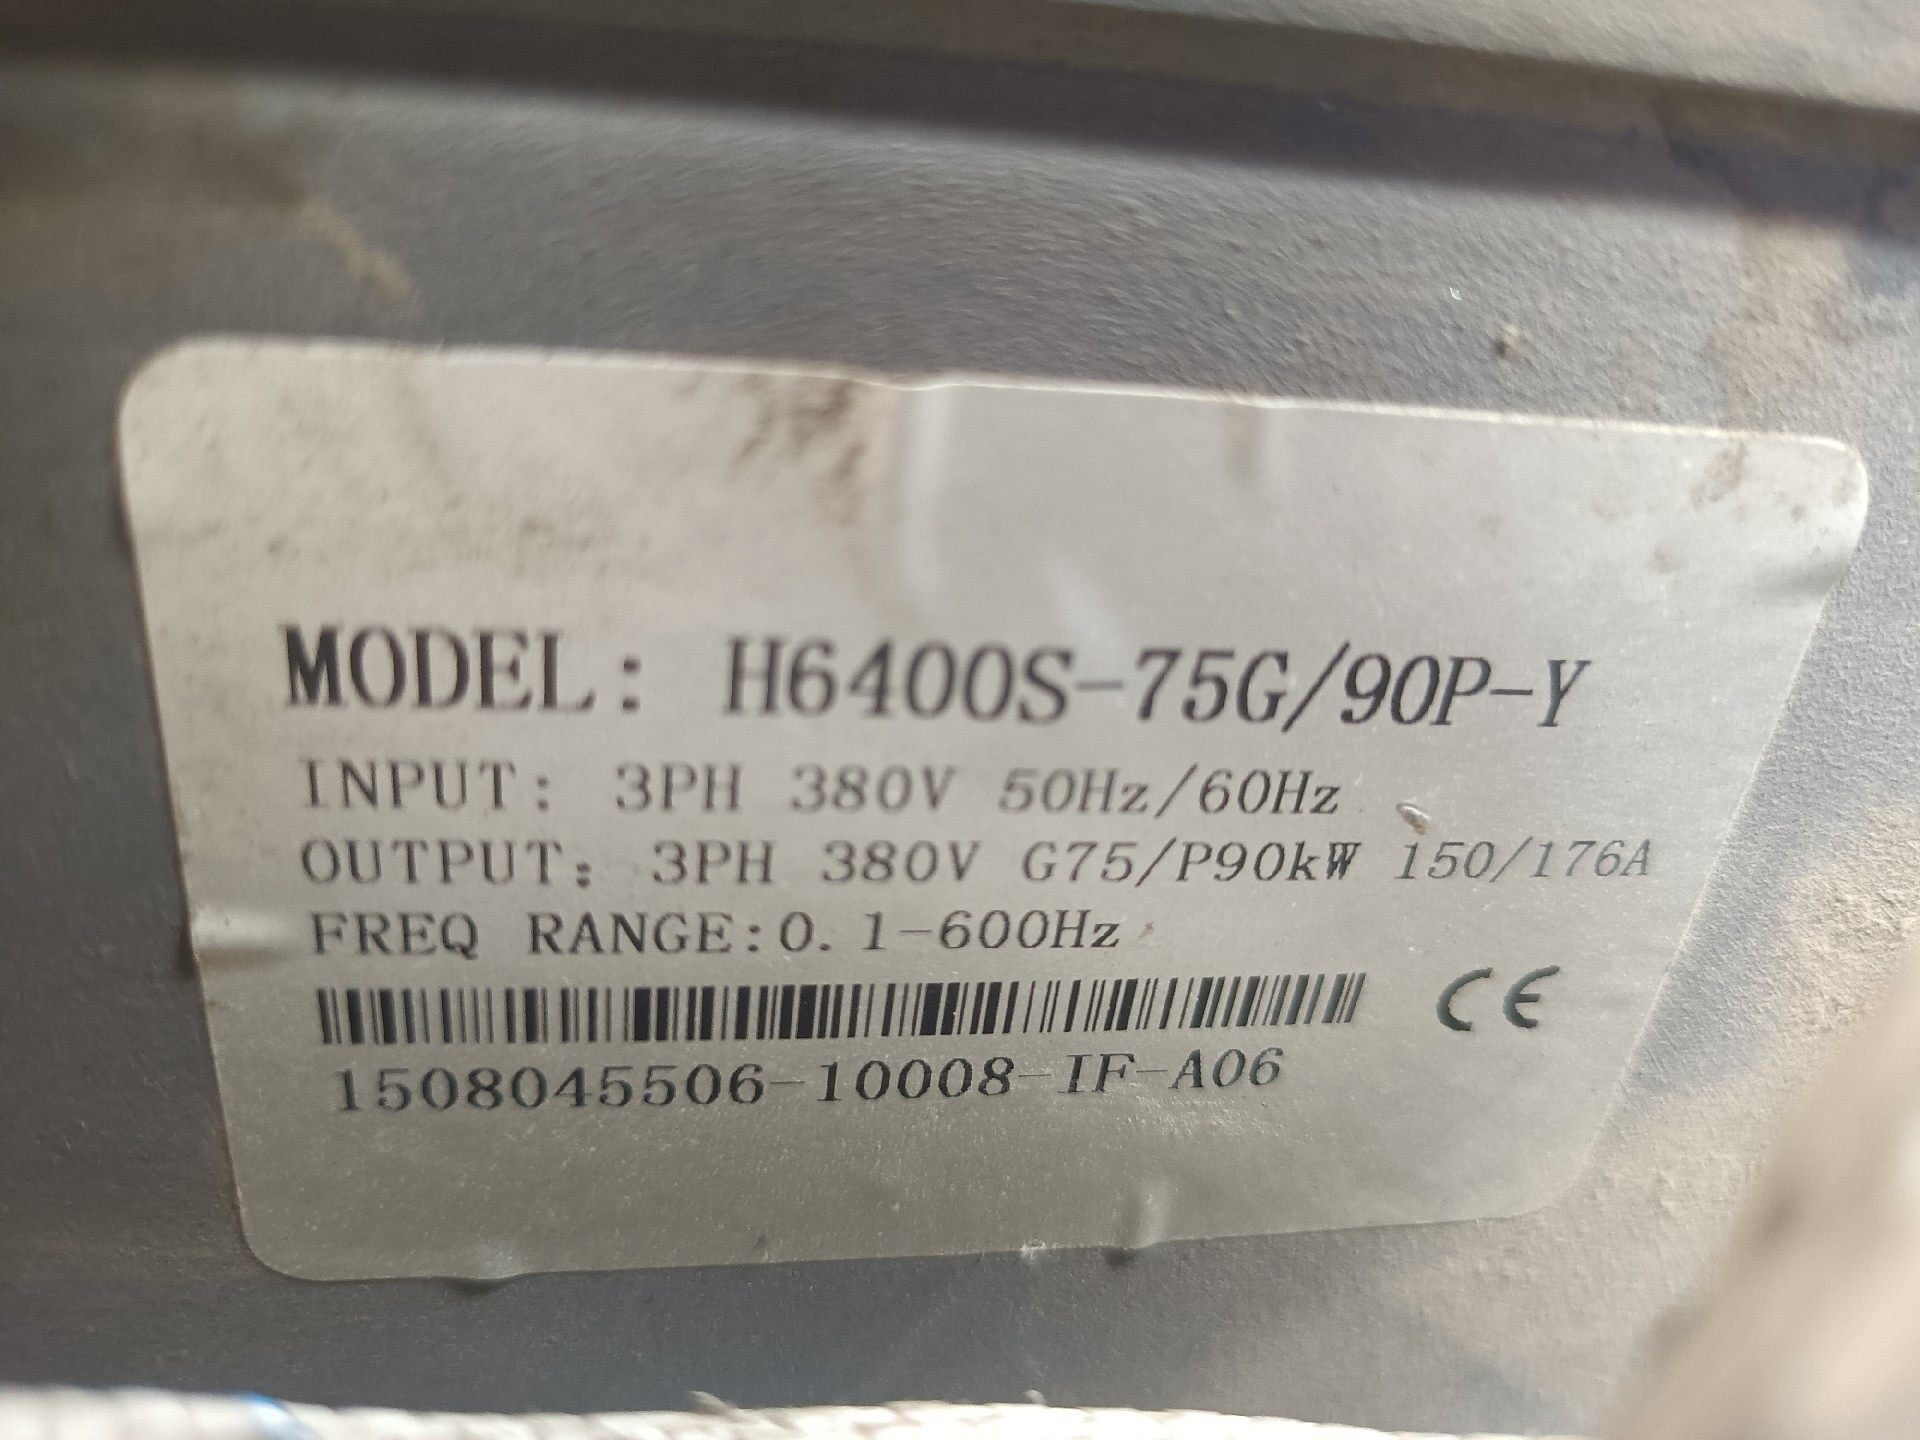 MODEL: H6400S-75G/90P-Y
INPUT: 3PH 380V 50Hz/60Hz
OUTPUT: 3PH 380V G75/P90kW 150/176A
FREQ RANGE:0.1-600Hz
CE
1508045506-10008-IF-A06